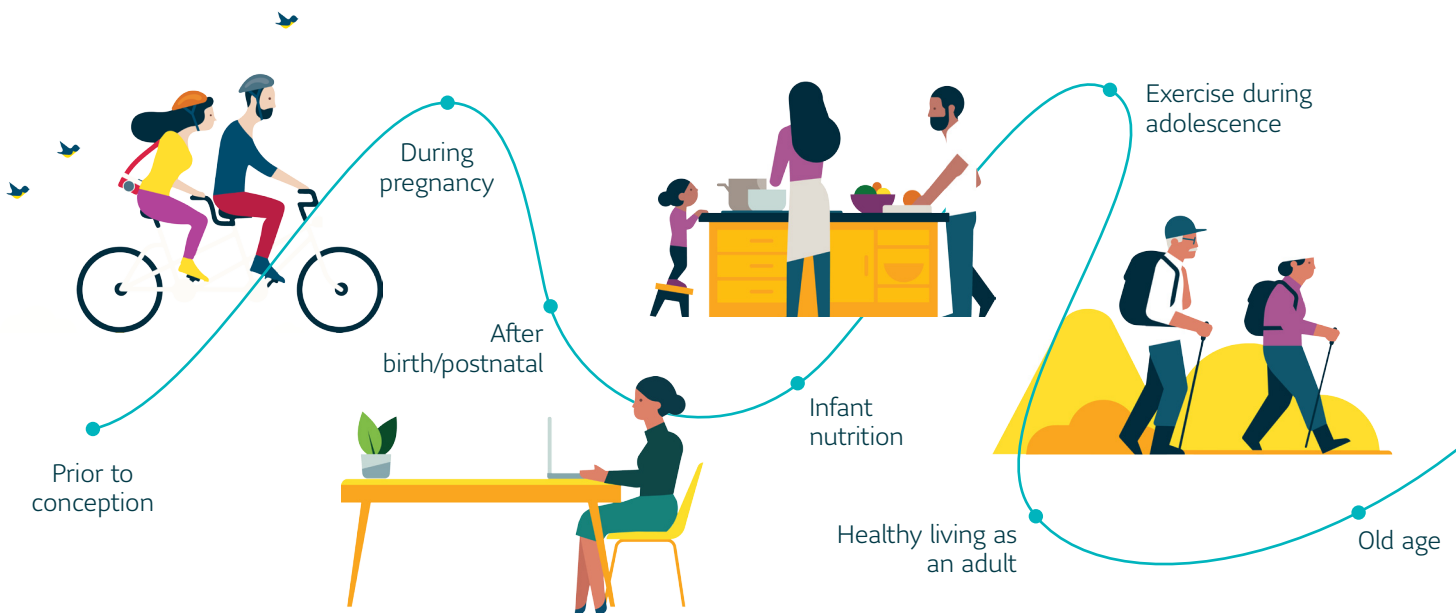 Prior to
conception
During
pregnancy
After
birth/postnatal
Infant
nutrition
Exercise during
adolescence
Healthy living as
an adult
Old age